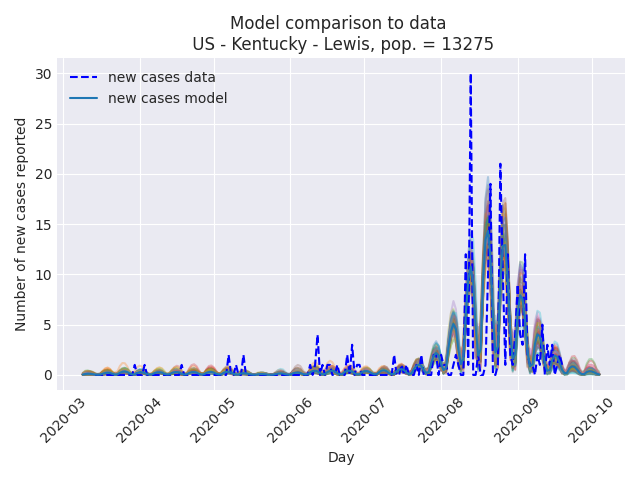 Model comparison to data
US - Kentucky - Lewis, pop. = 13275
new cases data
new cases model
Number of new cases reported
30
25
20
15
10
5
0
2020-03
2020-04
2020-05
2020-06
2020-07
2020-08
2020-09
2020-10
Day